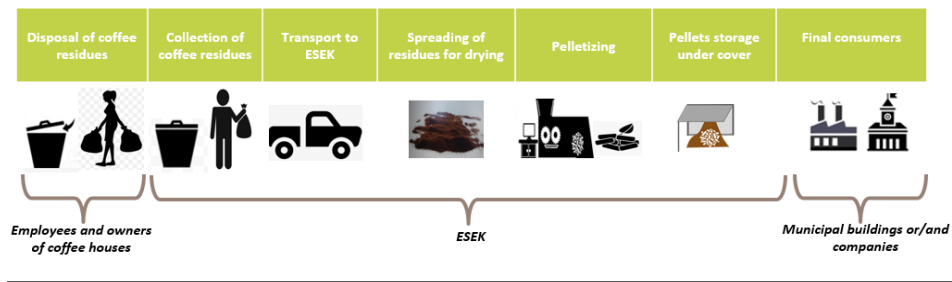 Disposal of coffee
residues
Collection of
coffee residues
Transport to
ESEK
Spreading of
residues for drying
Pelletizing
Pellets storage
under cover
Final consumers
Employees and owners
of coffee houses
ESEK
Municipal buildings or/and
companies